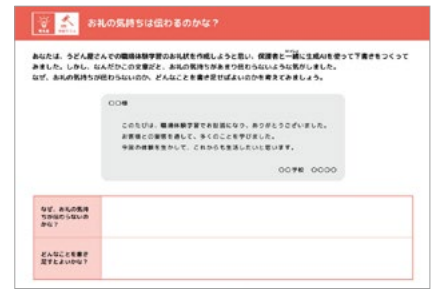 お礼の気持ちは伝わるのかな？
あなたは、うどん屋さんでの職場体験学習のお礼状を作成しようと思い、保護者と一緒に生成AIを使って下書きをつくって
みました。しかし、なんだかこの文章だと、お礼の気持ちがあまり伝わらないような気がしました。
なぜ、お礼の気持ちが伝わらないのか、どんなことを書き足せばよいのかを考えてみましょう。
〇〇様
このたびは、職場体験学習でお世話になり、ありがとうございました。
お客様との接客を通して、多くのことを学びました。
今回の体験を生かして、これからも生活したいと思います。
〇〇学校 〇〇〇〇
なぜ、お礼の気持
ちが伝わらないの
かな？
どんなことを書き
足すとよいかな？